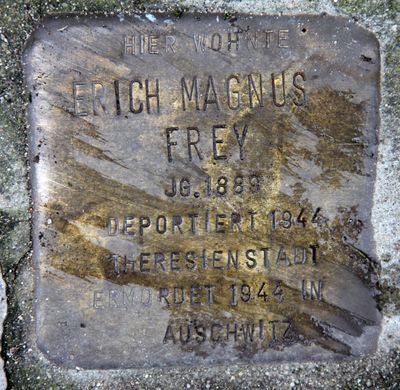 HIER WOHNTE
ERICH MAGNUS
FREY
JG. 1889
DEPORTIERT 1944
THERESIENSTADT
ERMORDET 1944 IN
AUSCHWITZ